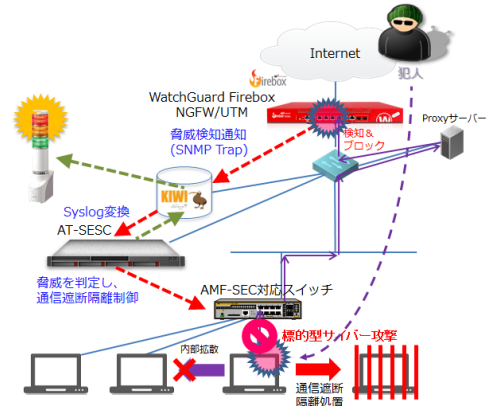 Internet
犯人
Firebox
WatchGuard Firebox
NGFW/UTM
脅威検知通知
(SNMP Trap)
検知＆
ブロック
Proxyサーバー
KIWI
Syslog変換
AT-SESC
脅威を判定し、
通信遮断隔離制御
AMF-SEC対応スイッチ
標的型サイバー攻撃
内部拡散
通信遮断
隔離処置